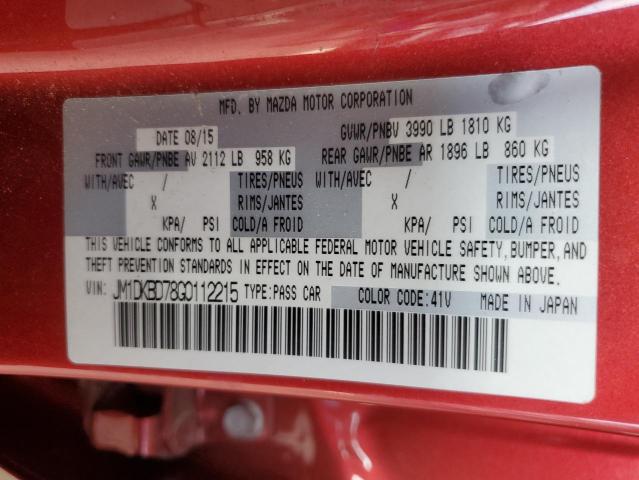 MFD. BY MAZDA MOTOR CORPORATION
DATE 08/15 GVWR/PNBV 3990 LB 1810 KG
FRONT GAWR/PNBE AV 2112 LB 958 KG REAR GAWR/PNBE AR 1896 LB 860 KG
WITH/AVEC / TIRES/PNEUS WITH/AVEC / TIRES/PNEUS
X RIMS/JANTES X RIMS/JANTES
KPA/ PSI COLD/A FROID KPA/ PSI COLD/A FROID
THIS VEHICLE CONFORMS TO ALL APPLICABLE FEDERAL MOTOR VEHICLE SAFETY, BUMPER, AND
THEFT PREVENTION STANDARDS IN EFFECT ON THE DATE OF MANUFACTURE SHOWN ABOVE.
VIN: JM1DKBD78G0112215 TYPE:PASS CAR COLOR CODE:41V MADE IN JAPAN